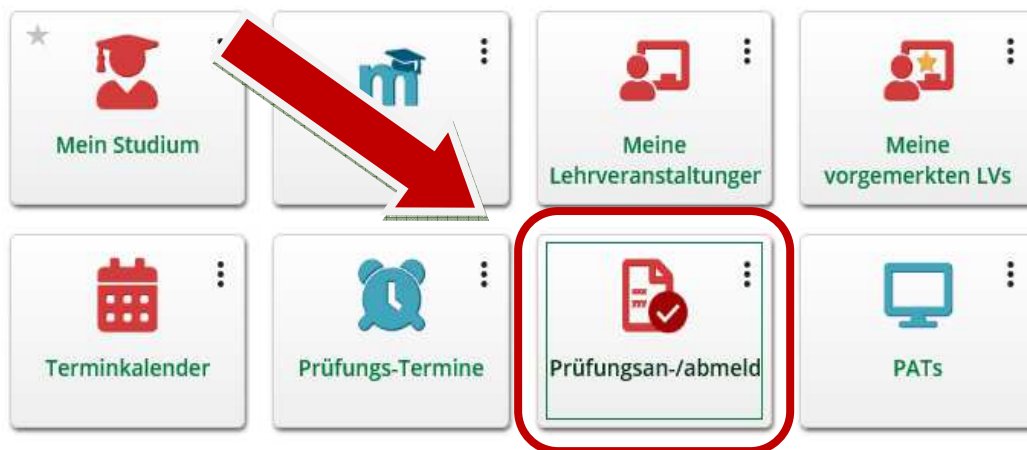 Mein Studium
m
Meine
Lehrveranstaltunger
Meine
vorgemerkten LVs
Terminkalender
Prüfungs-Termine
Prüfungsan-/abmeld
PATs